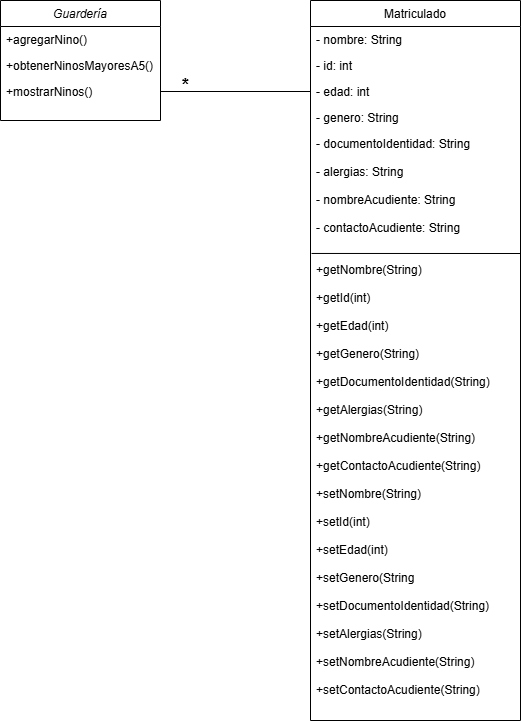 Guardería
+agregarNino()
+obtenerNinosMayoresA5()
+mostrarNinos()
*
Matriculado
- nombre: String
- id: int
- edad: int
- genero: String
- documentoIdentidad: String
- alergias: String
- nombreAcudiente: String
- contactoAcudiente: String
+getNombre(String)
+getId(int)
+getEdad(int)
+getGenero(String)
+getDocumentoIdentidad(String)
+getAlergias(String)
+getNombreAcudiente(String)
+getContactoAcudiente(String)
+setNombre(String)
+setId(int)
+setEdad(int)
+setGenero(String
+setDocumentoIdentidad(String)
+setAlergias(String)
+setNombreAcudiente(String)
+setContactoAcudiente(String)